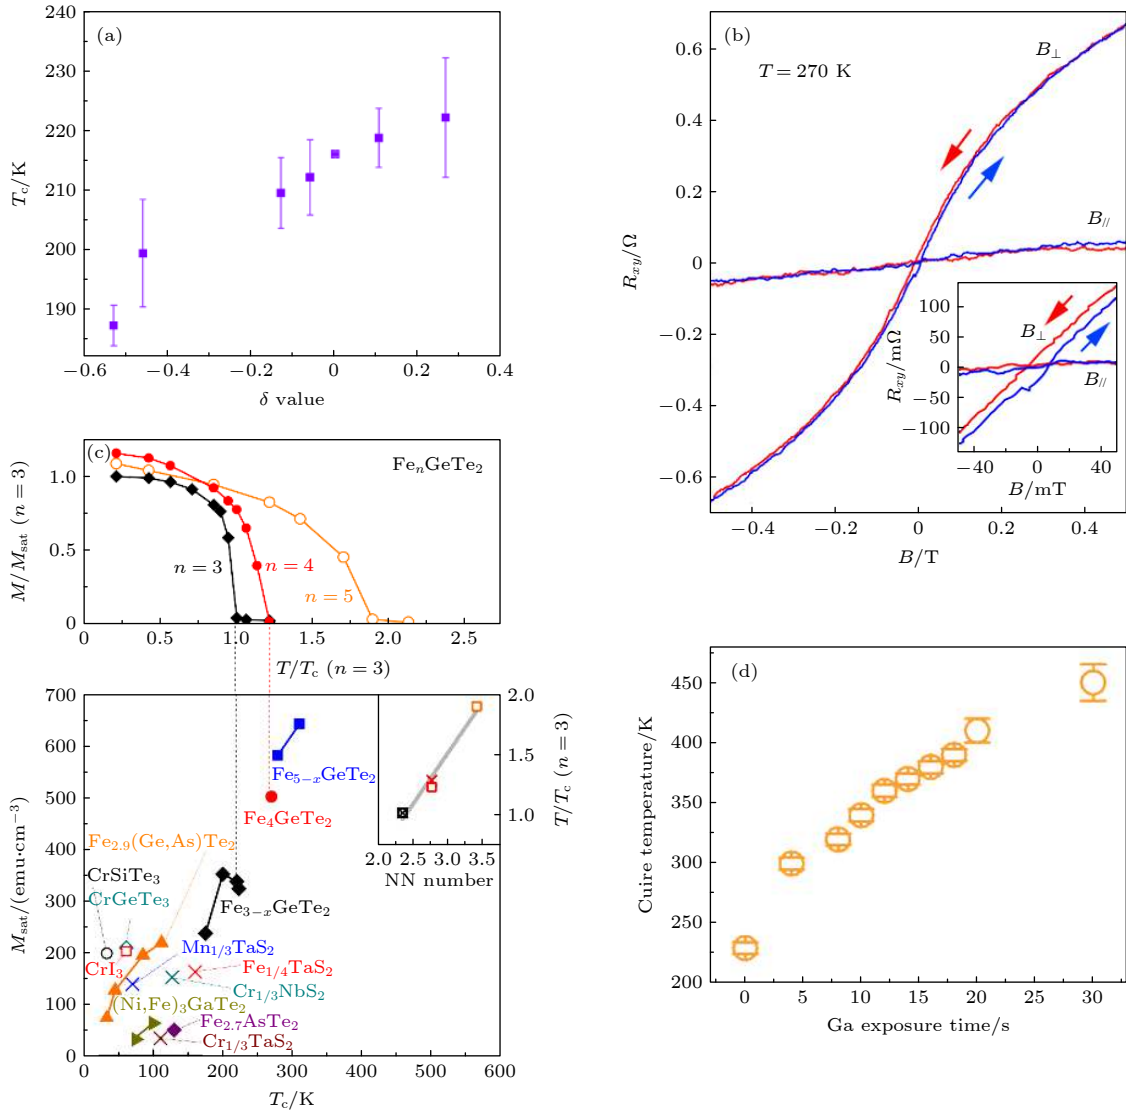 (a)
240
230
220
210
200
190
T_c/K
−0.6 −0.4 −0.2 0 0.2 0.4
δ value
(b)
T = 270 K
B⊥
B//
0.6
0.4
0.2
0
−0.2
−0.4
−0.6
R_xy/Ω
−0.4 −0.2 0 0.2 0.4
B/T
100
50
0
−50
−100
R_xy/mΩ
B⊥
B//
−40 0 40
B/mT
(c)
Fe_nGeTe_2
1.0
0.5
0
M/M_sat (n = 3)
n = 3
n = 4
n = 5
0 0.5 1.0 1.5 2.0 2.5
T/T_c (n = 3)
700
600
500
400
300
200
100
0
M_sat/(emu·cm^−3)
Fe_5−xGeTe_2
Fe_4GeTe_2
Fe_2.9(Ge,As)Te_2
CrSiTe_3
CrGeTe_3
Fe_3−xGeTe_2
CrI_3
Mn_1/3TaS_2
Fe_1/4TaS_2
Cr_1/3NbS_2
(Ni,Fe)_3GaTe_2
Fe_2.7AsTe_2
Cr_1/3TaS_2
0 100 200 300 400 500 600
T_c/K
2.0
1.5
1.0
T/T_c (n = 3)
2.0 2.5 3.0 3.5
NN number
(d)
450
400
350
300
250
200
Cuire temperature/K
0 5 10 15 20 25 30
Ga exposure time/s